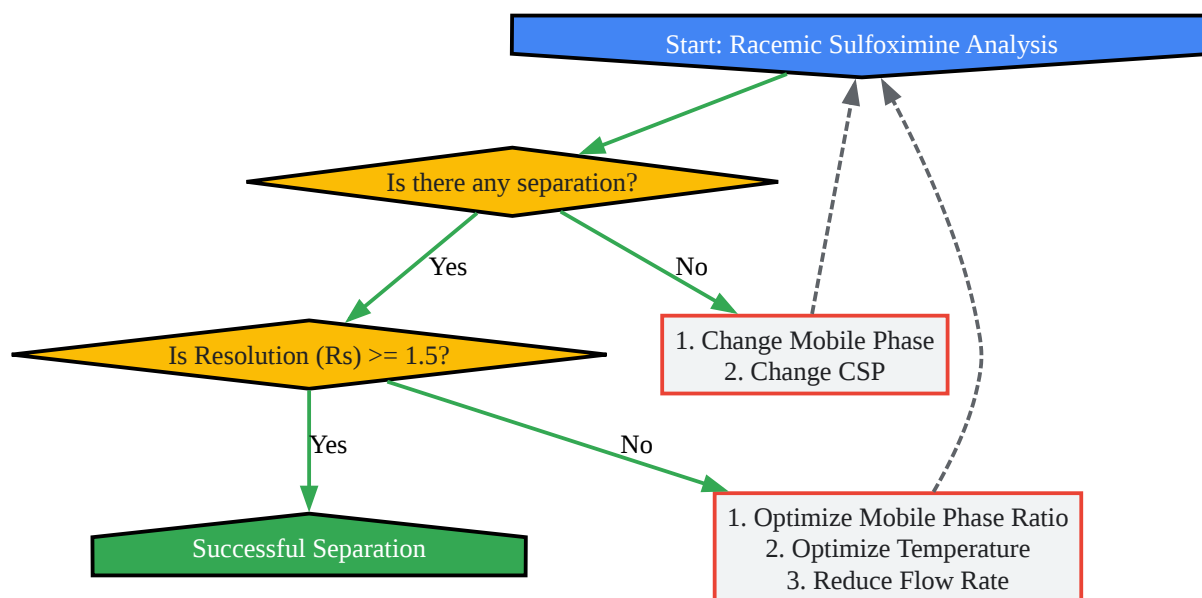 Start: Racemic Sulfoximine Analysis
Is there any separation?
Yes
No
1. Change Mobile Phase
2. Change CSP
Is Resolution (Rs) >= 1.5?
Yes
No
Successful Separation
1. Optimize Mobile Phase Ratio
2. Optimize Temperature
3. Reduce Flow Rate